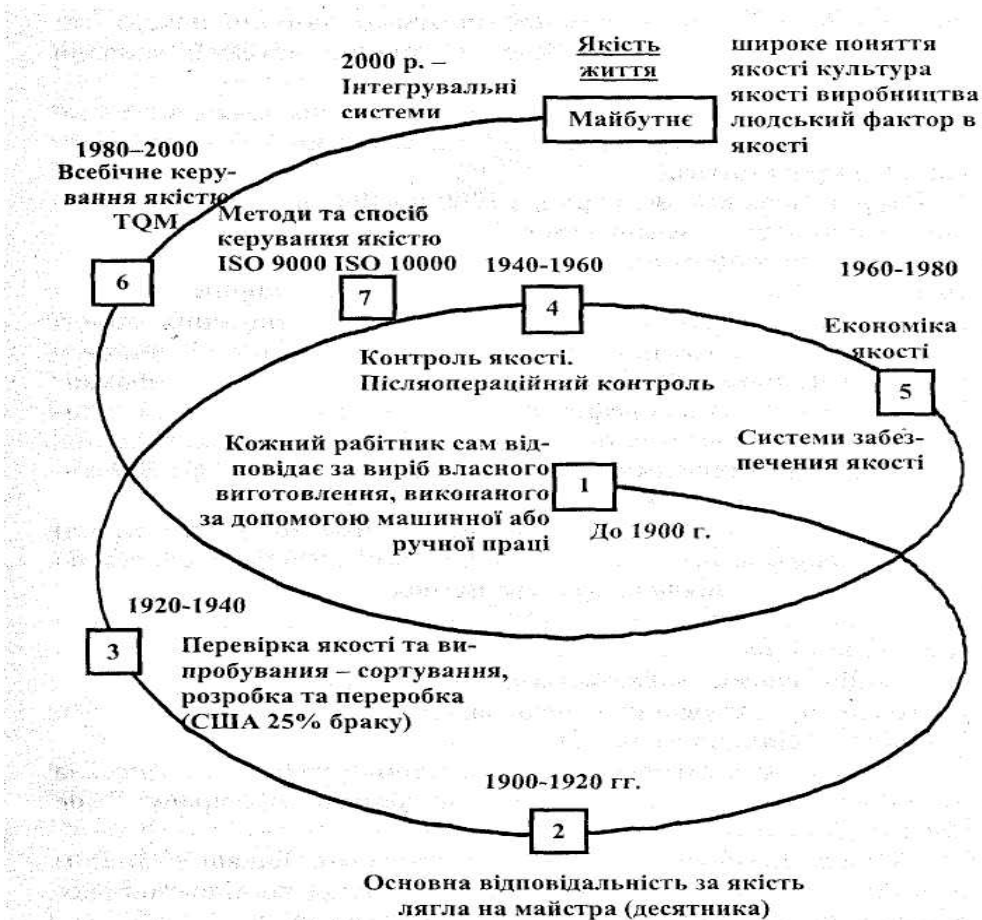 Якість
життя
широке поняття
якості культура
якості виробництва
людський фактор в
якості
2000 р. –
Інтегрувальні
системи
Майбутнє
1980–2000
Всебічне керу-
вання якістю
TQM
Методи та спосіб
керування якістю
ISO 9000 ISO 10000
1940-1960
1960-1980
6
7
4
Економіка
якості
5
Контроль якості.
Післяопераційний контроль
Системи забез-
печення якості
Кожний рабітник сам від-
повідає за виріб власного
виготовлення, виконаного
за допомогою машинної або
ручної праці
1
До 1900 г.
1920-1940
3
Перевірка якості та ви-
пробування – сортування,
розробка та переробка
(США 25% браку)
1900-1920 гг.
2
Основна відповідальність за якість
лягла на майстра (десятника)